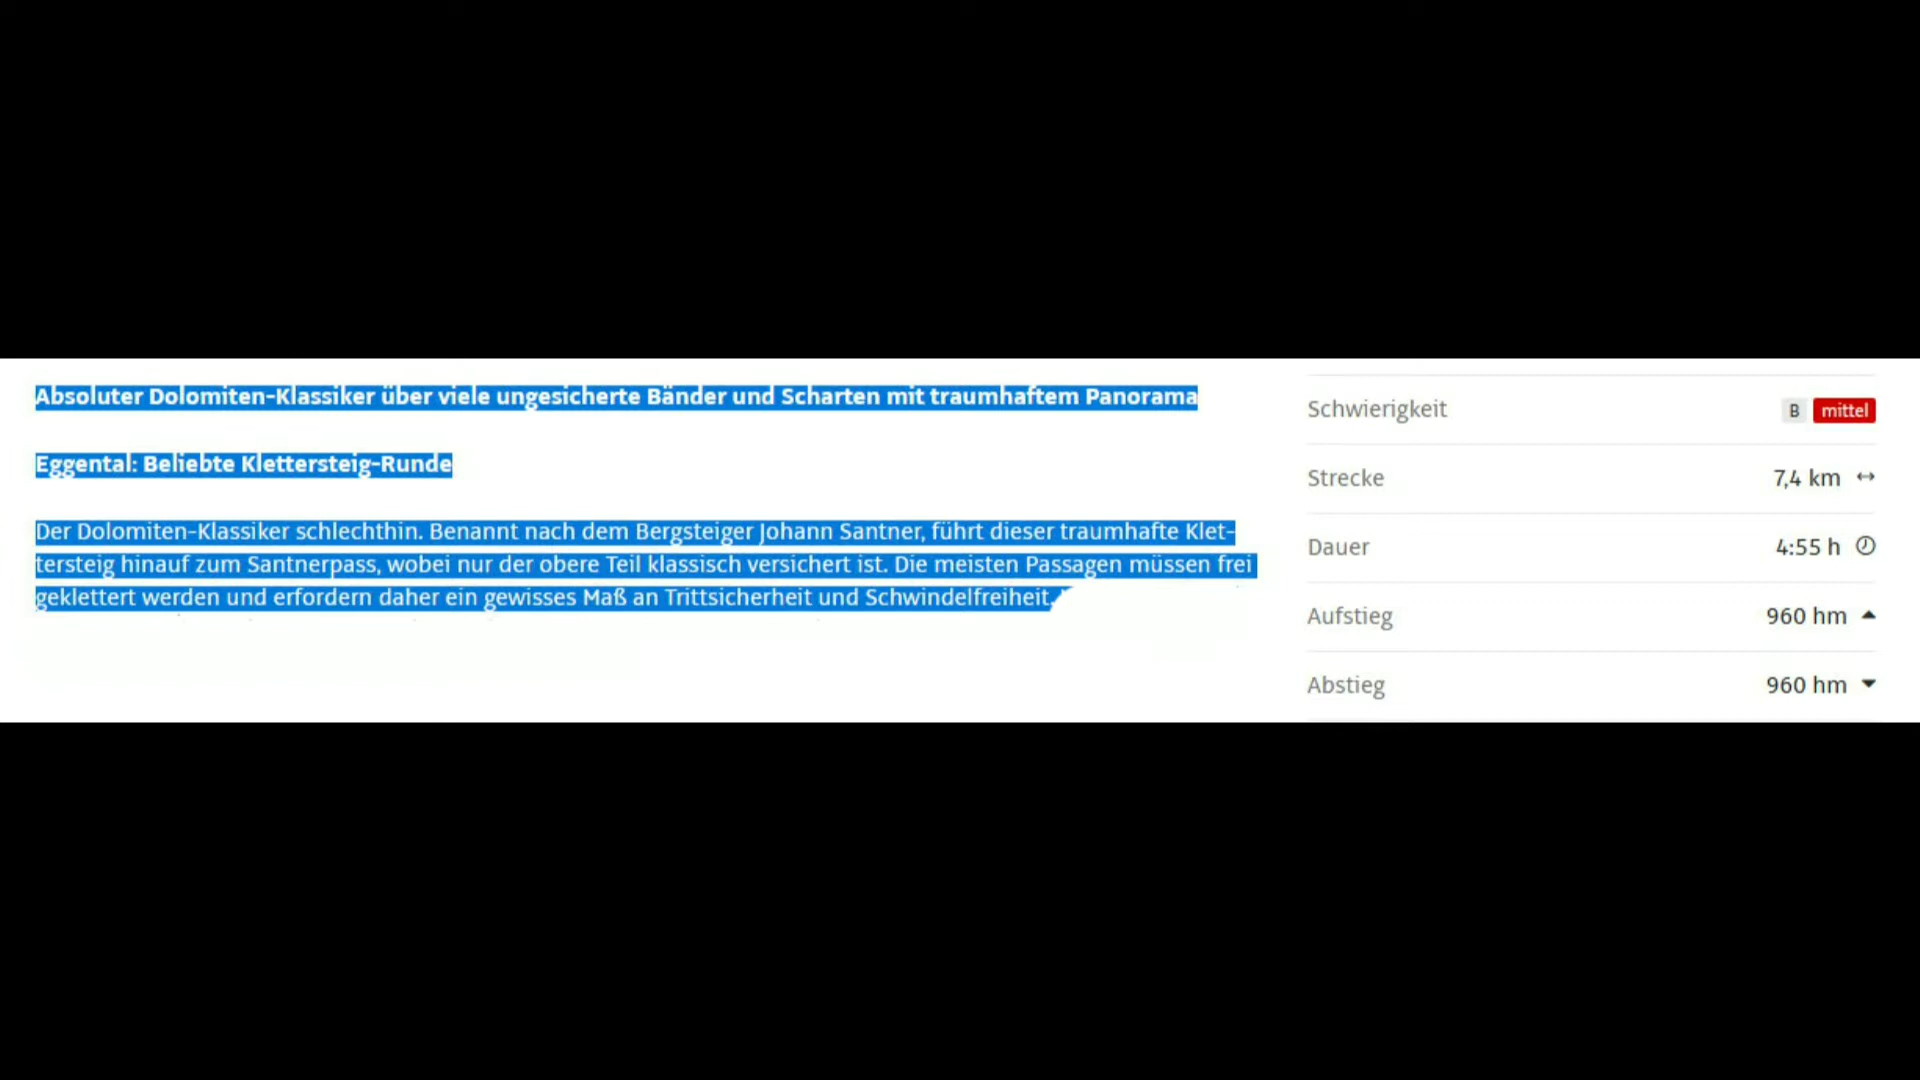 Absoluter Dolomiten-Klassiker über viele ungesicherte Bänder und Scharten mit traumhaftem Panorama
Eggental: Beliebte Klettersteig-Runde
Der Dolomiten-Klassiker schlechthin. Benannt nach dem Bergsteiger Johann Santner, führt dieser traumhafte Klet-
tersteig hinauf zum Santnerpass, wobei nur der obere Teil klassisch versichert ist. Die meisten Passagen müssen frei
geklettert werden und erfordern daher ein gewisses Maß an Trittsicherheit und Schwindelfreiheit.
Schwierigkeit B mittel
Strecke 7,4 km
Dauer 4:55 h
Aufstieg 960 hm
Abstieg 960 hm